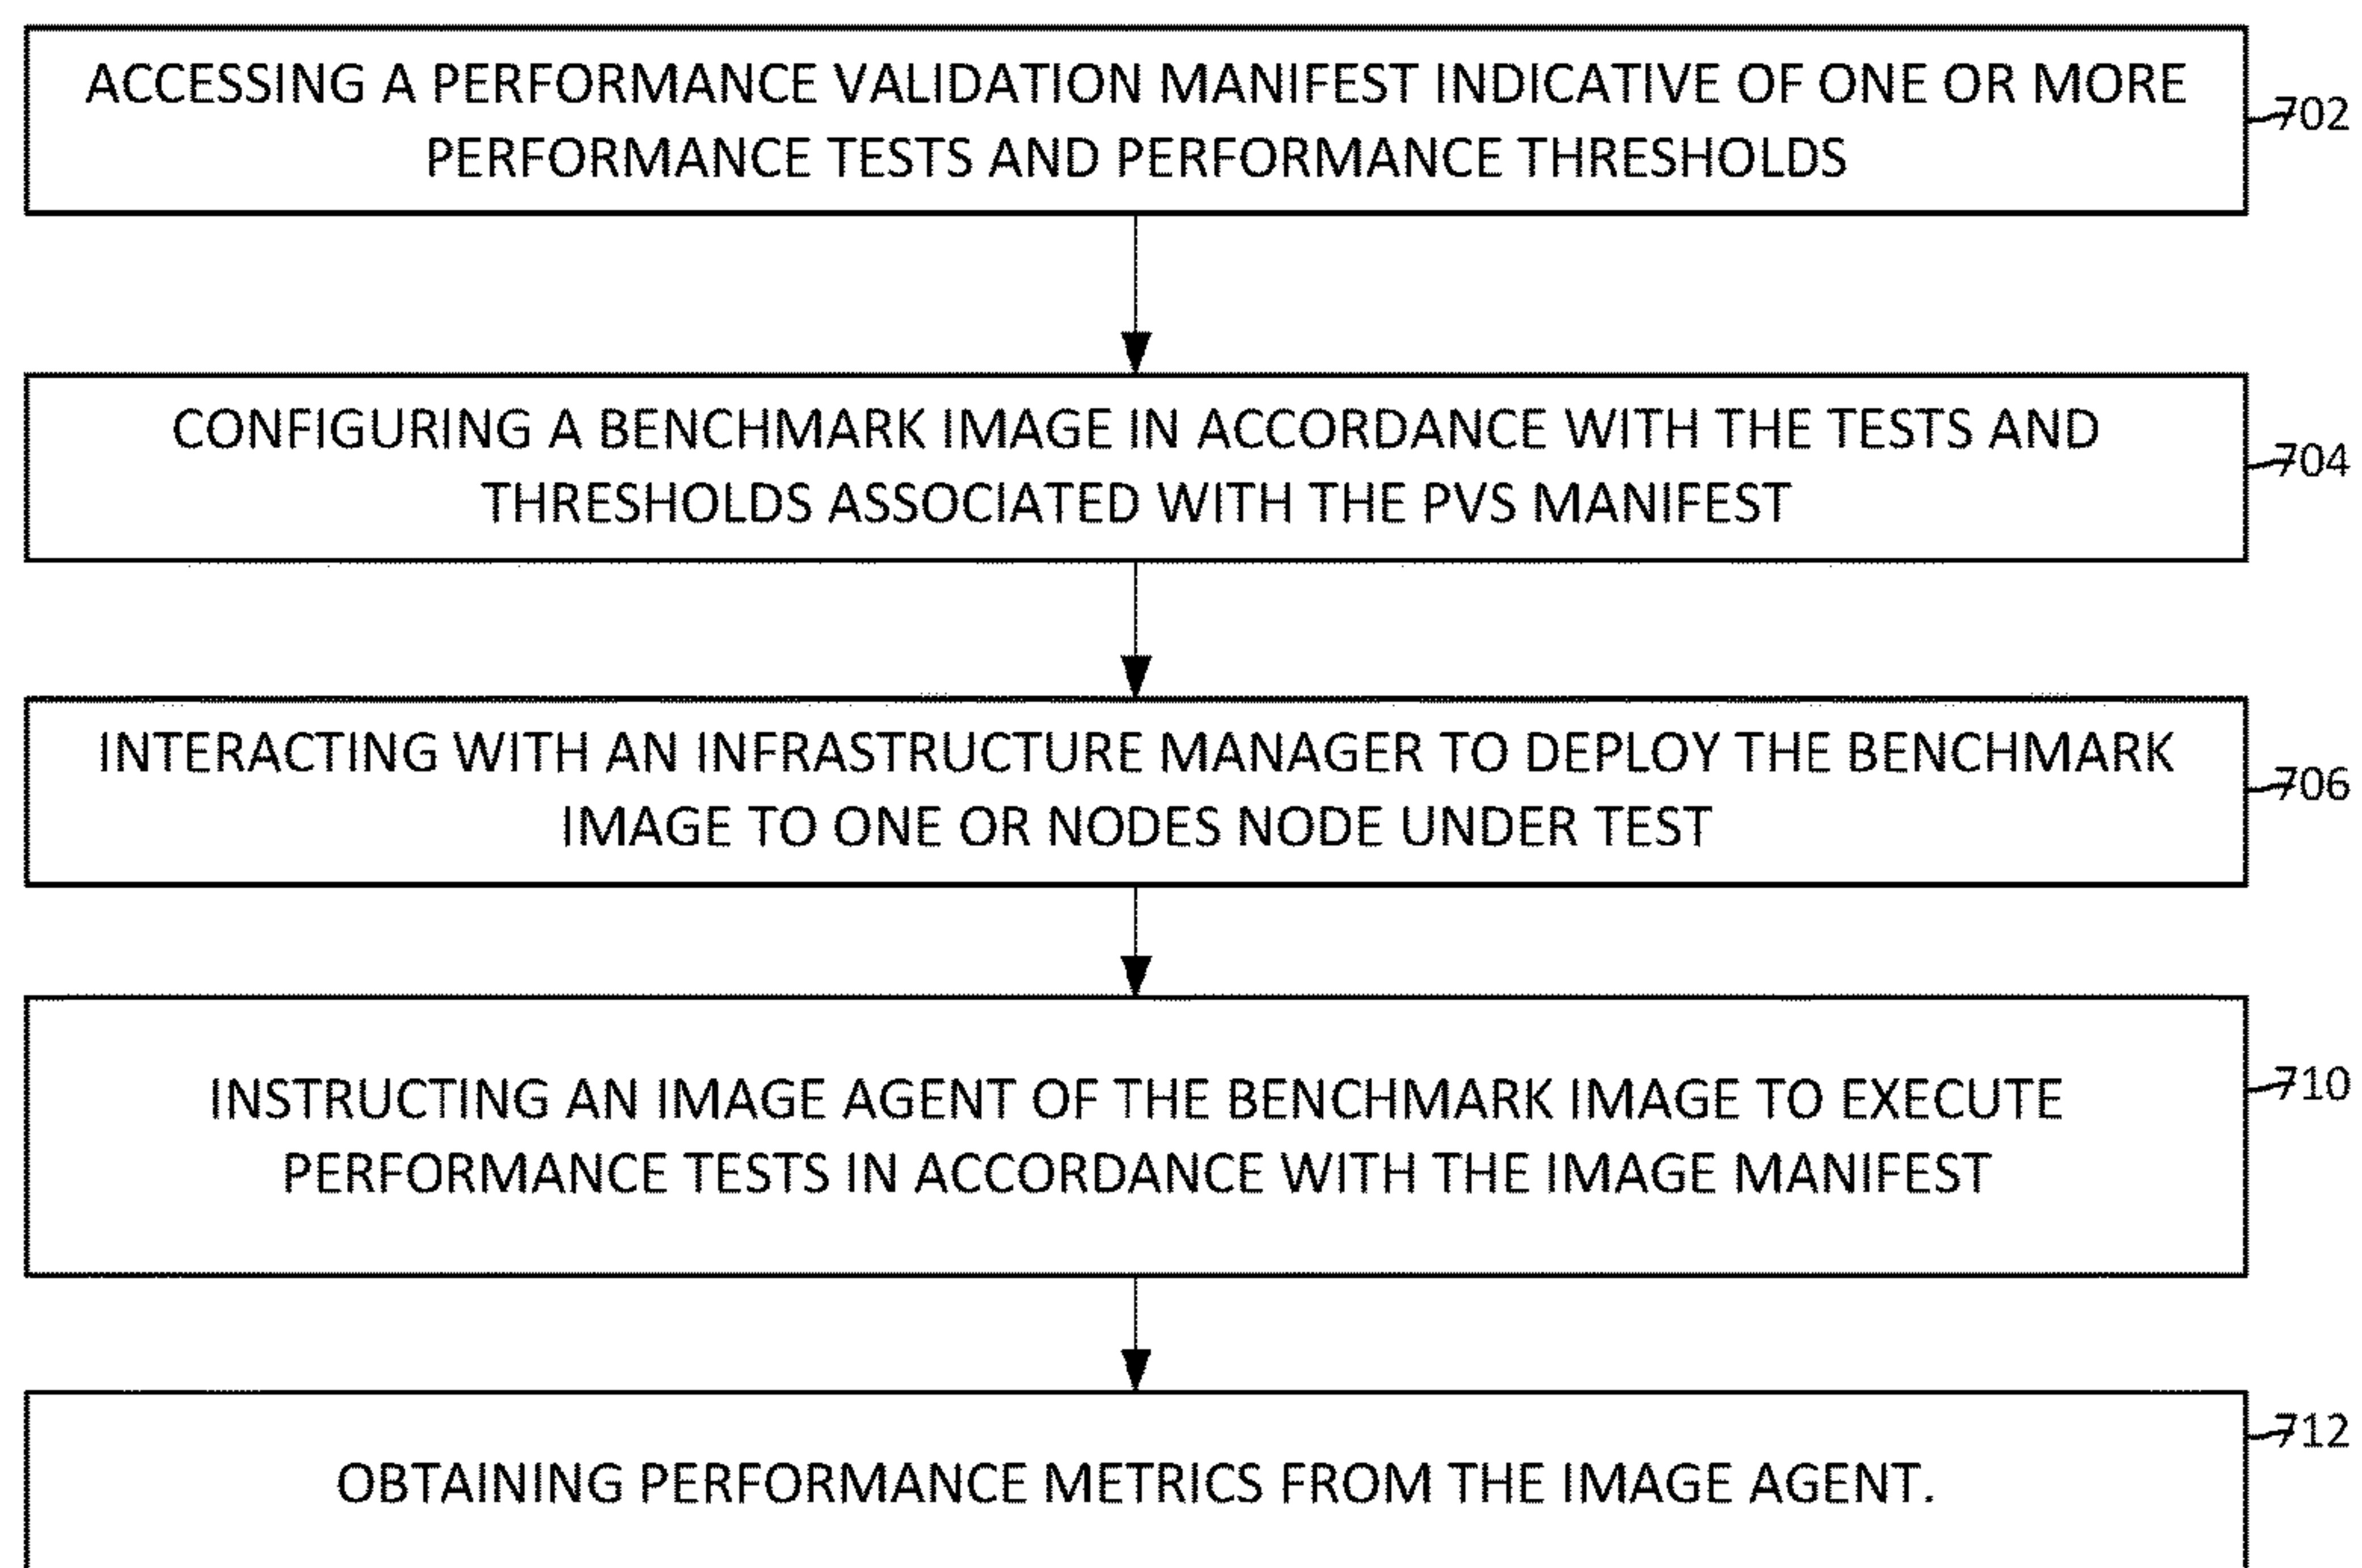 ACCESSING A PERFORMANCE VALIDATION MANIFEST INDICATIVE OF ONE OR MORE
PERFORMANCE TESTS AND PERFORMANCE THRESHOLDS
702
CONFIGURING A BENCHMARK IMAGE IN ACCORDANCE WITH THE TESTS AND
THRESHOLDS ASSOCIATED WITH THE PVS MANIFEST
704
INTERACTING WITH AN INFRASTRUCTURE MANAGER TO DEPLOY THE BENCHMARK
IMAGE TO ONE OR NODES NODE UNDER TEST
706
INSTRUCTING AN IMAGE AGENT OF THE BENCHMARK IMAGE TO EXECUTE
PERFORMANCE TESTS IN ACCORDANCE WITH THE IMAGE MANIFEST
710
OBTAINING PERFORMANCE METRICS FROM THE IMAGE AGENT.
712